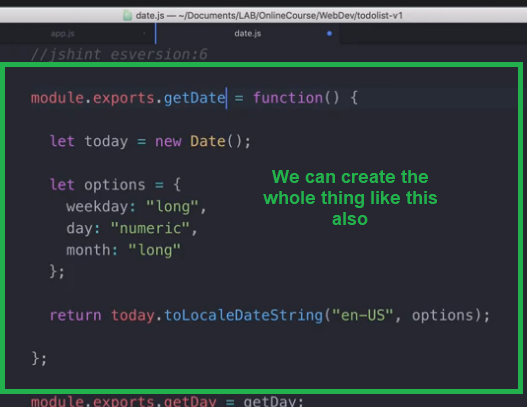 date.js — ~/Documents/LAB/OnlineCourse/WebDev/todolist-v1
app.js
date.js
//jshint esversion:6
module.exports.getDate = function() {
let today = new Date();
let options = {
weekday: "long",
day: "numeric",
month: "long"
};
return today.toLocaleDateString("en-US", options);
};
We can create the
whole thing like this
also
module.exports.getDay = getDay;